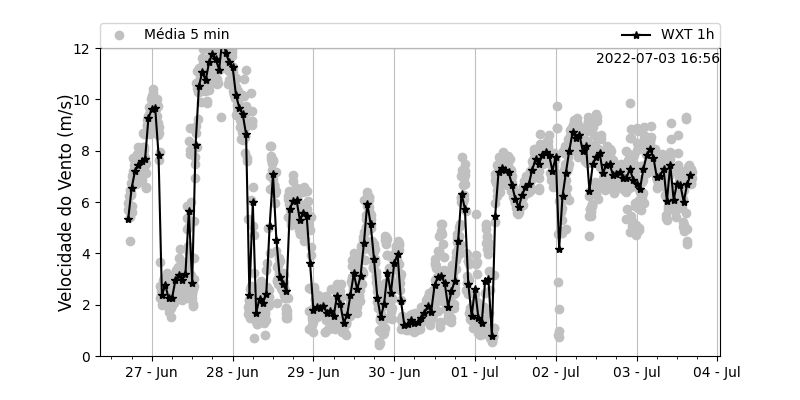 Média 5 min
WXT 1h
2022-07-03 16:56
Velocidade do Vento (m/s)
12
10
8
6
4
2
0
27 - Jun
28 - Jun
29 - Jun
30 - Jun
01 - Jul
02 - Jul
03 - Jul
04 - Jul